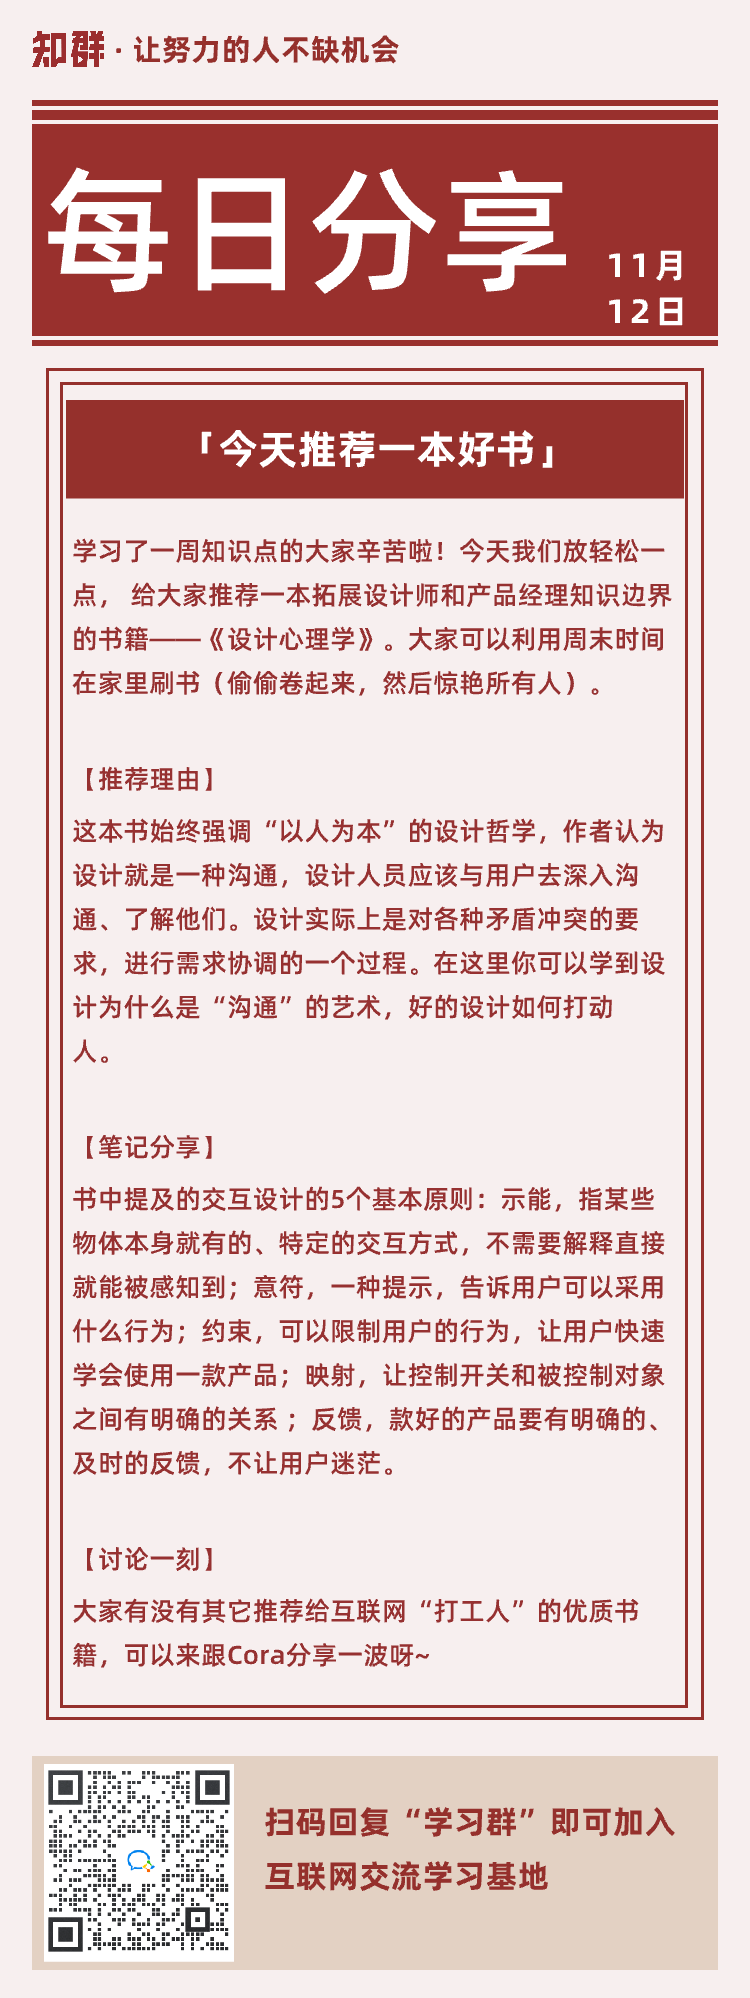 知群 · 让努力的人不缺机会
每日分享
11月
12日
「今天推荐一本好书」
学习了一周知识点的大家辛苦啦！今天我们放轻松一
点， 给大家推荐一本拓展设计师和产品经理知识边界
的书籍——《设计心理学》。大家可以利用周末时间
在家里刷书（偷偷卷起来，然后惊艳所有人）。
【推荐理由】
这本书始终强调“以人为本”的设计哲学，作者认为
设计就是一种沟通，设计人员应该与用户去深入沟
通、了解他们。设计实际上是对各种矛盾冲突的要
求，进行需求协调的一个过程。在这里你可以学到设
计为什么是“沟通”的艺术，好的设计如何打动
人。
【笔记分享】
书中提及的交互设计的5个基本原则：示能，指某些
物体本身就有的、特定的交互方式，不需要解释直接
就能被感知到；意符，一种提示，告诉用户可以采用
什么行为；约束，可以限制用户的行为，让用户快速
学会使用一款产品；映射，让控制开关和被控制对象
之间有明确的关系 ；反馈，款好的产品要有明确的、
及时的反馈，不让用户迷茫。
【讨论一刻】
大家有没有其它推荐给互联网“打工人”的优质书
籍，可以来跟Cora分享一波呀~
扫码回复“学习群”即可加入
互联网交流学习基地